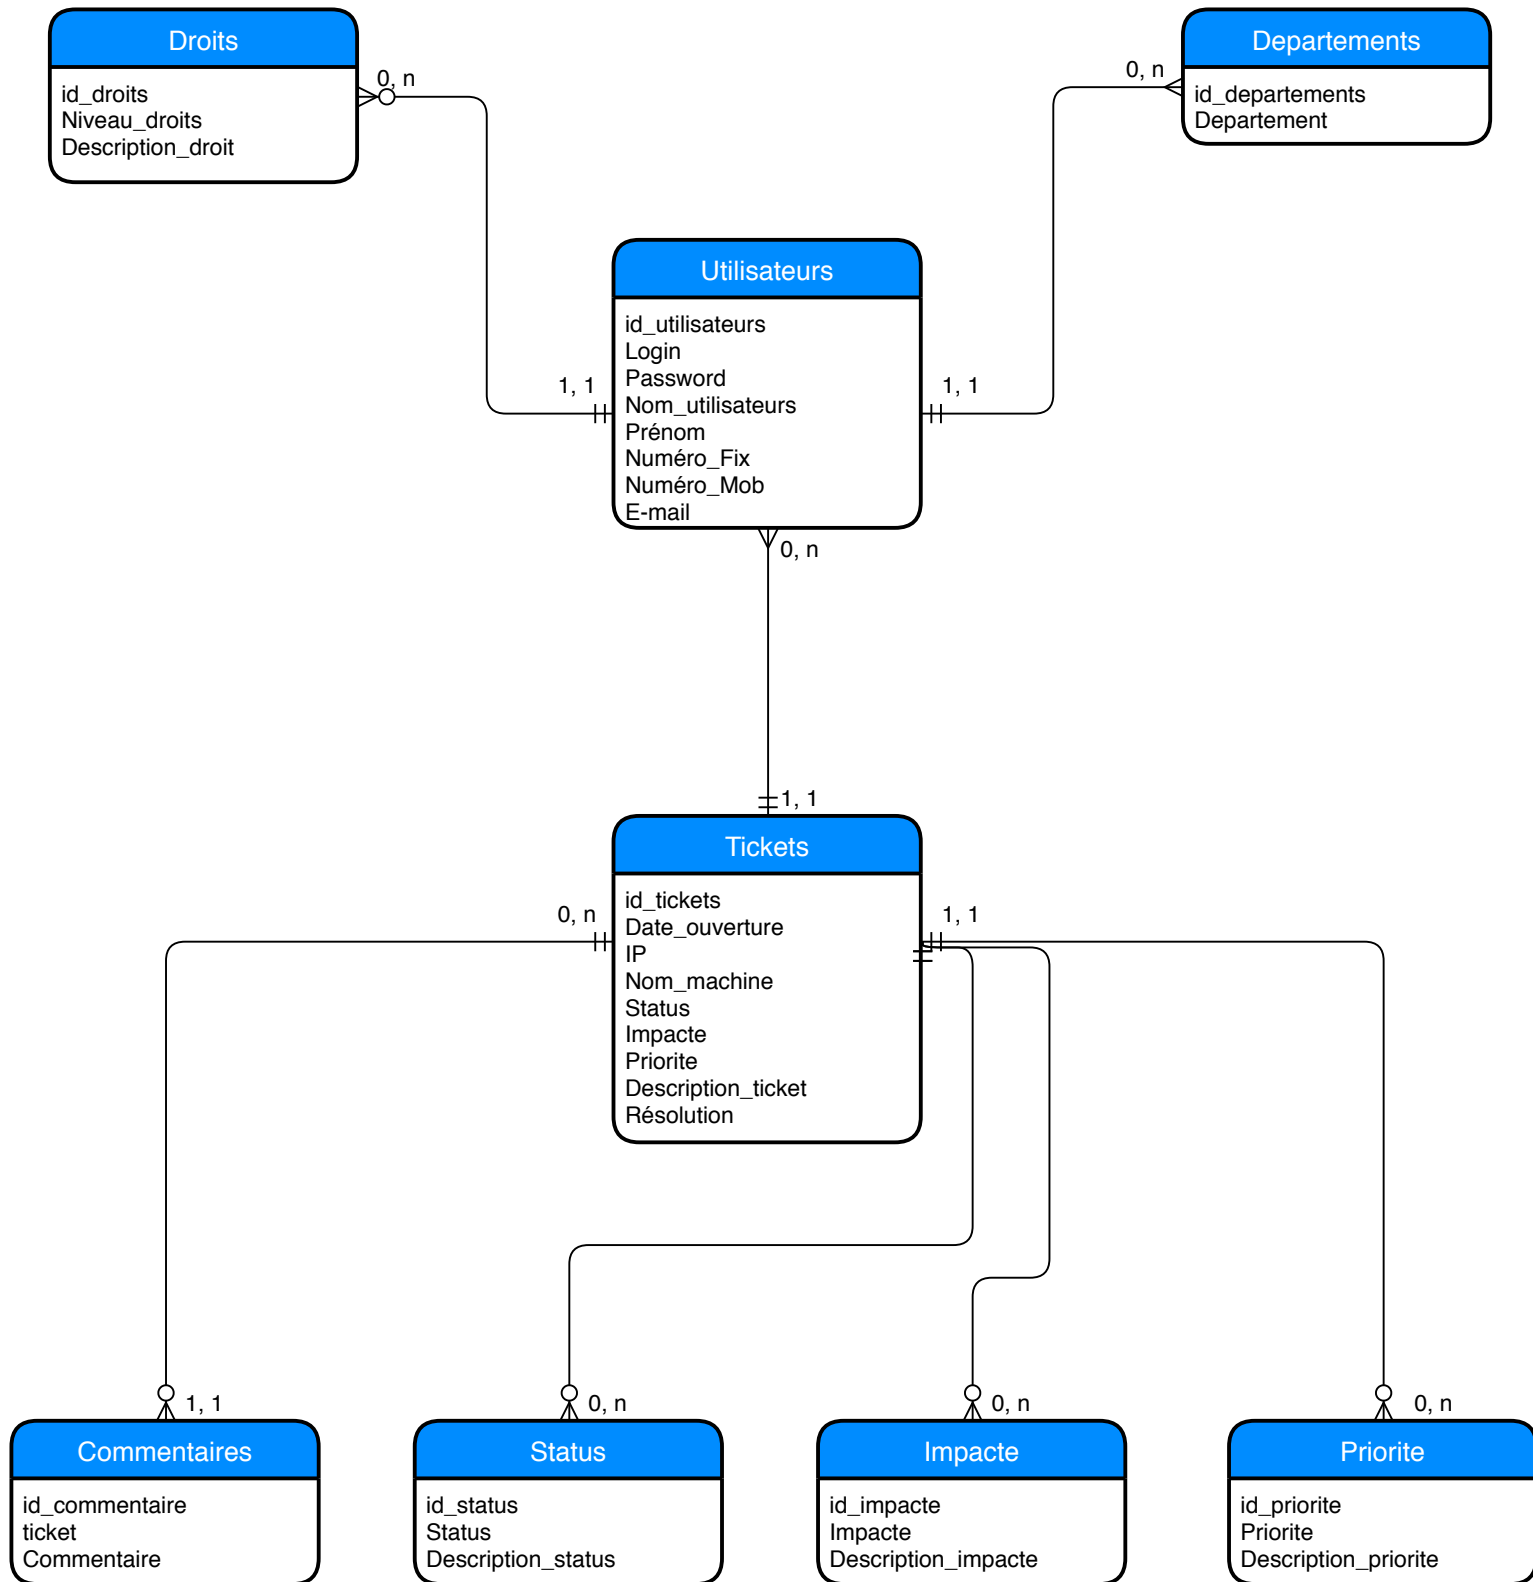 Droits
id_droits
Niveau_droits
Description_droit
0, n
Departements
id_departements
Departement
0, n
Utilisateurs
id_utilisateurs
Login
Password
Nom_utilisateurs
Prénom
Numéro_Fix
Numéro_Mob
E-mail
1, 1
1, 1
0, n
1, 1
Tickets
id_tickets
Date_ouverture
IP
Nom_machine
Status
Impacte
Priorite
Description_ticket
Résolution
0, n
1, 1
1, 1
0, n
0, n
0, n
Commentaires
id_commentaire
ticket
Commentaire
Status
id_status
Status
Description_status
Impacte
id_impacte
Impacte
Description_impacte
Priorite
id_priorite
Priorite
Description_priorite